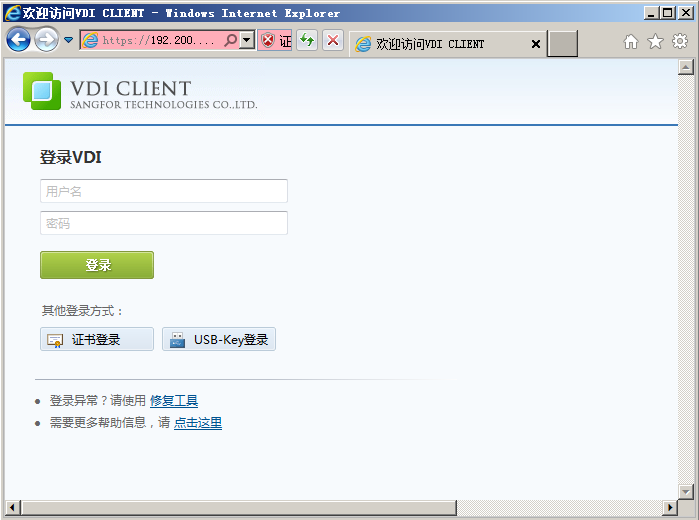 欢迎访问VDI CLIENT - Windows Internet Explorer
https://192.200.... 证 欢迎访问VDI CLIENT
VDI CLIENT
SANGFOR TECHNOLOGIES CO.,LTD.
登录VDI
用户名
密码
登录
其他登录方式：
证书登录 USB-Key登录
登录异常？请使用 修复工具
需要更多帮助信息，请 点击这里